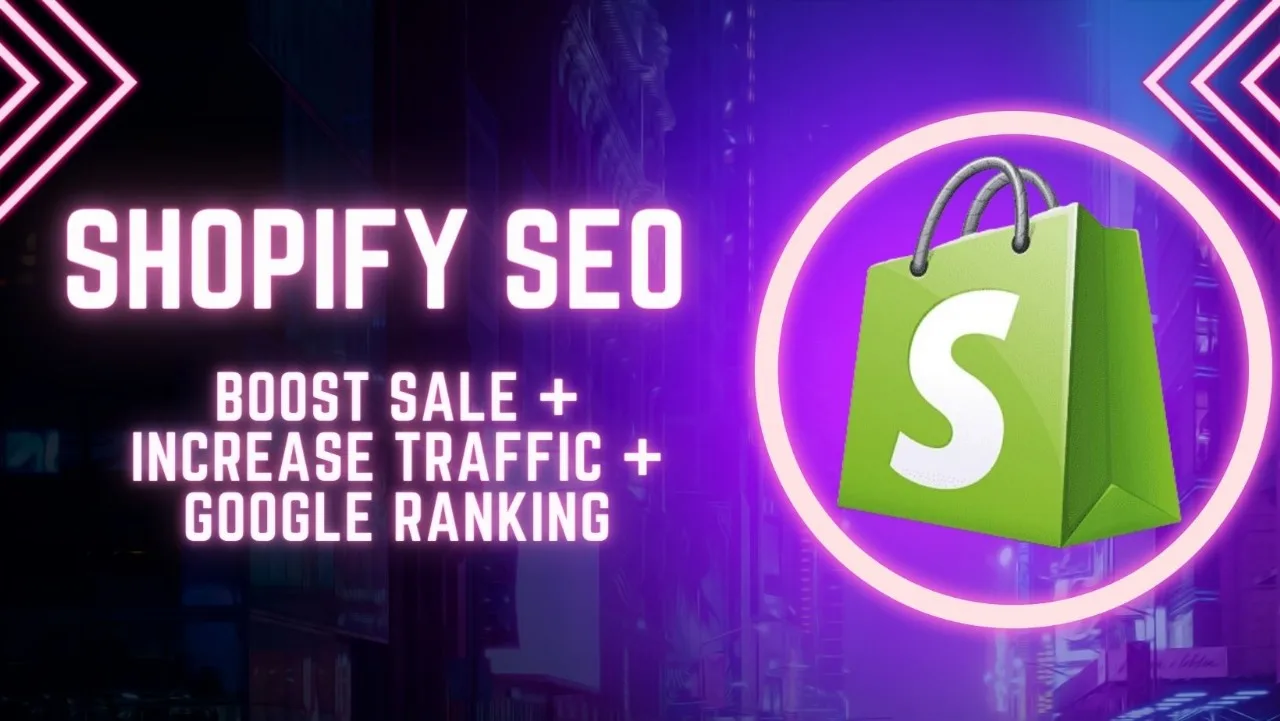 SHOPIFY SEO
BOOST SALE +
INCREASE TRAFFIC +
GOOGLE RANKING
S